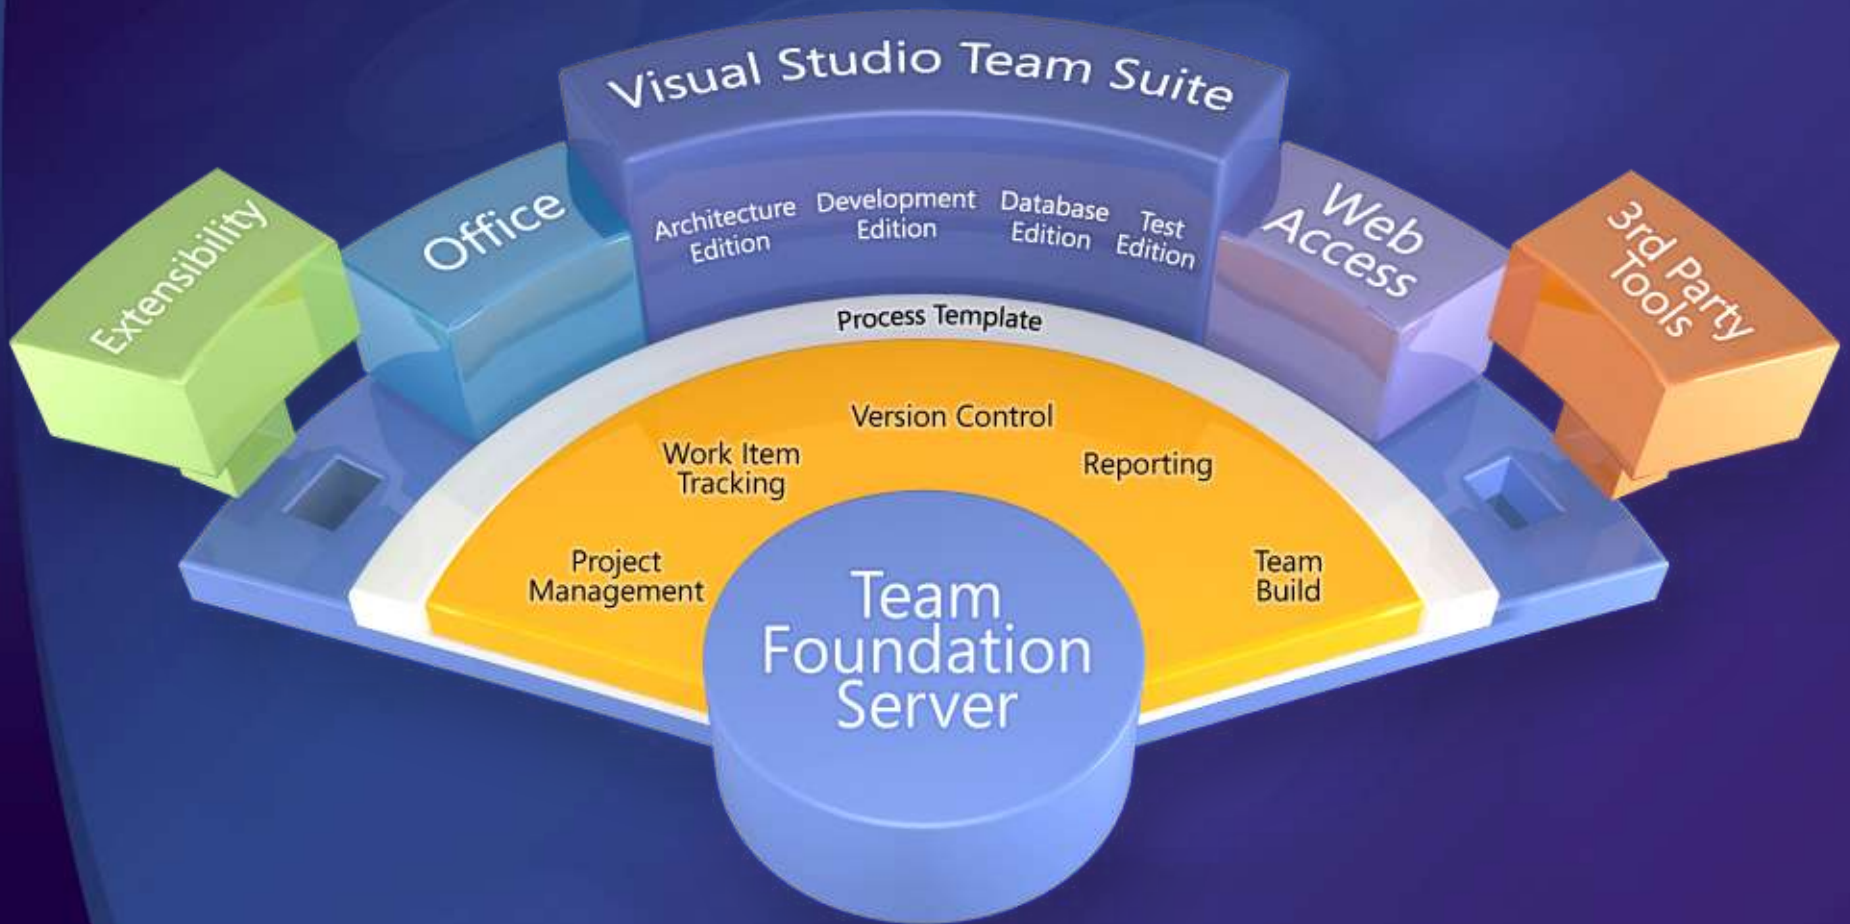 Visual Studio Team Suite
Extensibility
Office
Architecture
Edition
Development
Edition
Database
Edition
Test
Edition
Web
Access
3rd Party
Tools
Process Template
Version Control
Work Item
Tracking
Reporting
Project
Management
Team
Build
Team
Foundation
Server